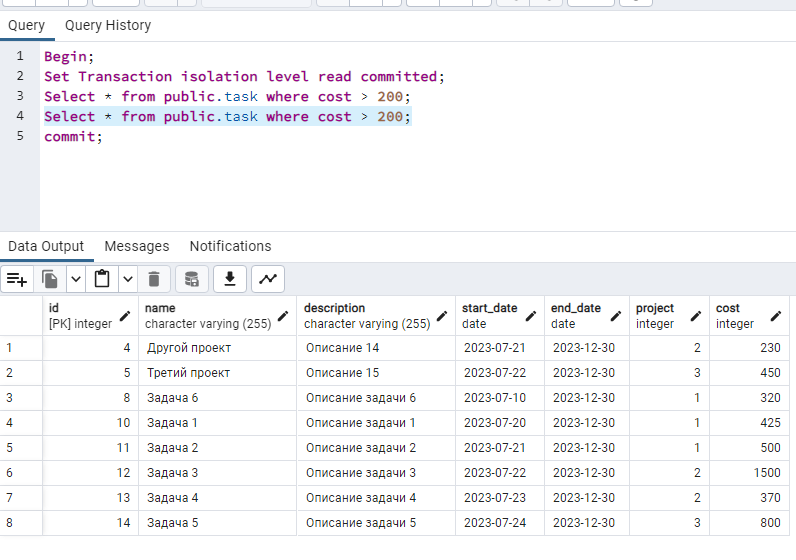 Query Query History
1 Begin;
2 Set Transaction isolation level read committed;
3 Select * from public.task where cost > 200;
4 Select * from public.task where cost > 200;
5 commit;
Data Output Messages Notifications
id name description start_date end_date project cost
[PK] integer character varying (255) character varying (255) date date integer integer
1 4 Другой проект Описание 14 2023-07-21 2023-12-30 2 230
2 5 Третий проект Описание 15 2023-07-22 2023-12-30 3 450
3 8 Задача 6 Описание задачи 6 2023-07-10 2023-12-30 1 320
4 10 Задача 1 Описание задачи 1 2023-07-20 2023-12-30 1 425
5 11 Задача 2 Описание задачи 2 2023-07-21 2023-12-30 1 500
6 12 Задача 3 Описание задачи 3 2023-07-22 2023-12-30 2 1500
7 13 Задача 4 Описание задачи 4 2023-07-23 2023-12-30 2 370
8 14 Задача 5 Описание задачи 5 2023-07-24 2023-12-30 3 800